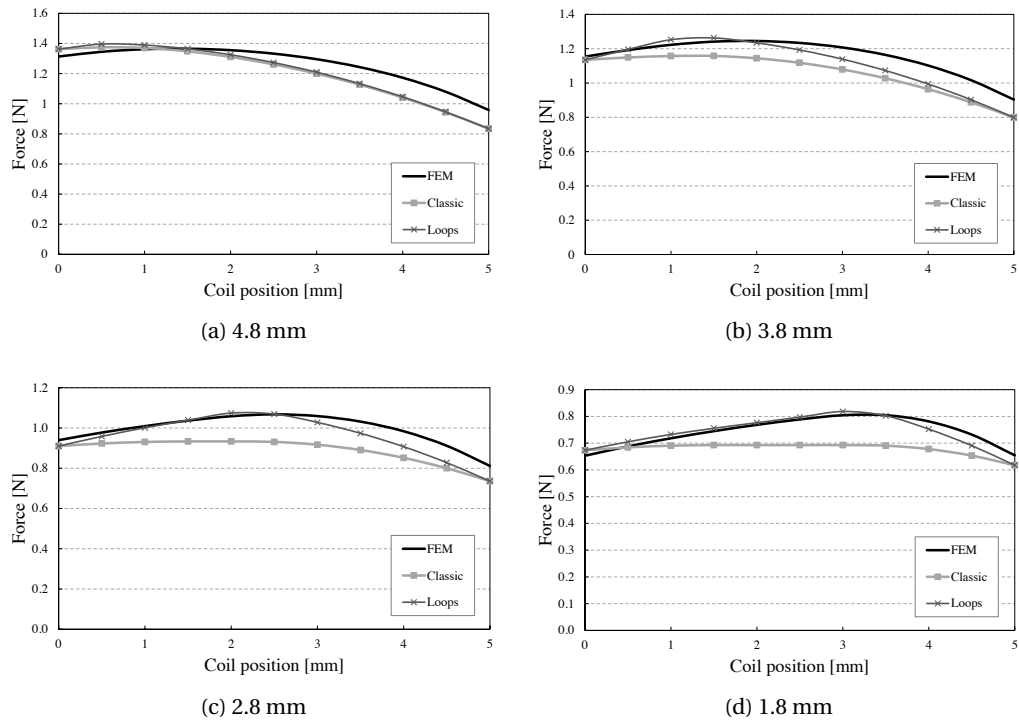 1.6
1.4
1.2
1
0.8
0.6
0.4
0.2
0
Force [N]
FEM
Classic
Loops
0 1 2 3 4 5
Coil position [mm]
(a) 4.8 mm
1.4
1.2
1
0.8
0.6
0.4
0.2
0
Force [N]
FEM
Classic
Loops
0 1 2 3 4 5
Coil position [mm]
(b) 3.8 mm
1.2
1.0
0.8
0.6
0.4
0.2
0.0
Force [N]
FEM
Classic
Loops
0 1 2 3 4 5
Coil position [mm]
(c) 2.8 mm
0.9
0.8
0.7
0.6
0.5
0.4
0.3
0.2
0.1
0.0
Force [N]
FEM
Classic
Loops
0 1 2 3 4 5
Coil position [mm]
(d) 1.8 mm